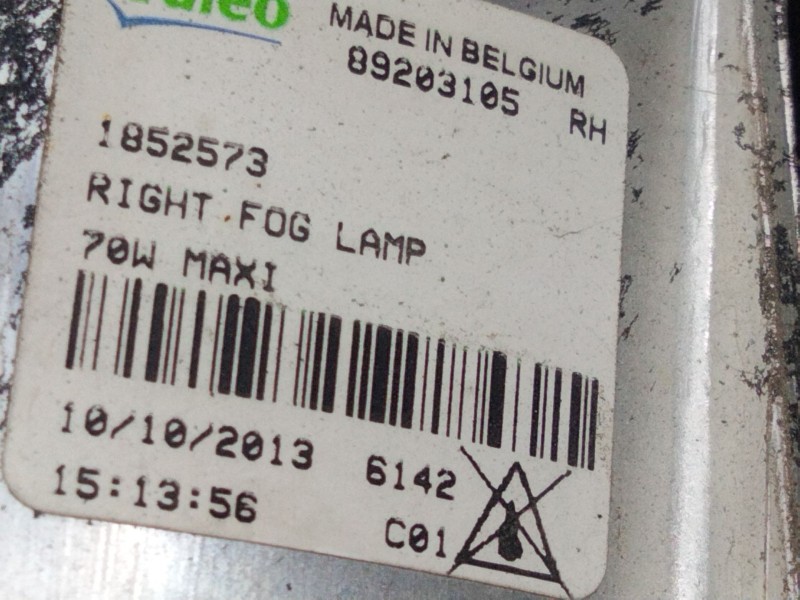 MADE IN BELGIUM
89203105 RH
1852573
RIGHT FOG LAMP
70W MAXI
10/10/2013 6142
15:13:56 C01